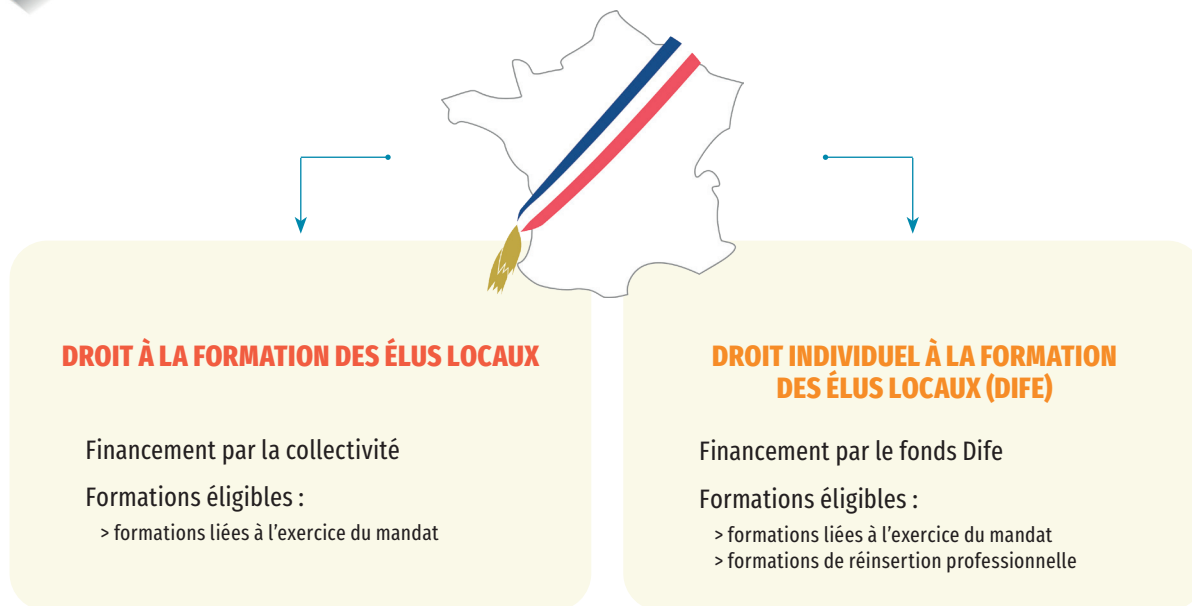 DROIT À LA FORMATION DES ÉLUS LOCAUX
Financement par la collectivité
Formations éligibles :
> formations liées à l'exercice du mandat
DROIT INDIVIDUEL À LA FORMATION
DES ÉLUS LOCAUX (DIFE)
Financement par le fonds Dife
Formations éligibles :
> formations liées à l'exercice du mandat
> formations de réinsertion professionnelle